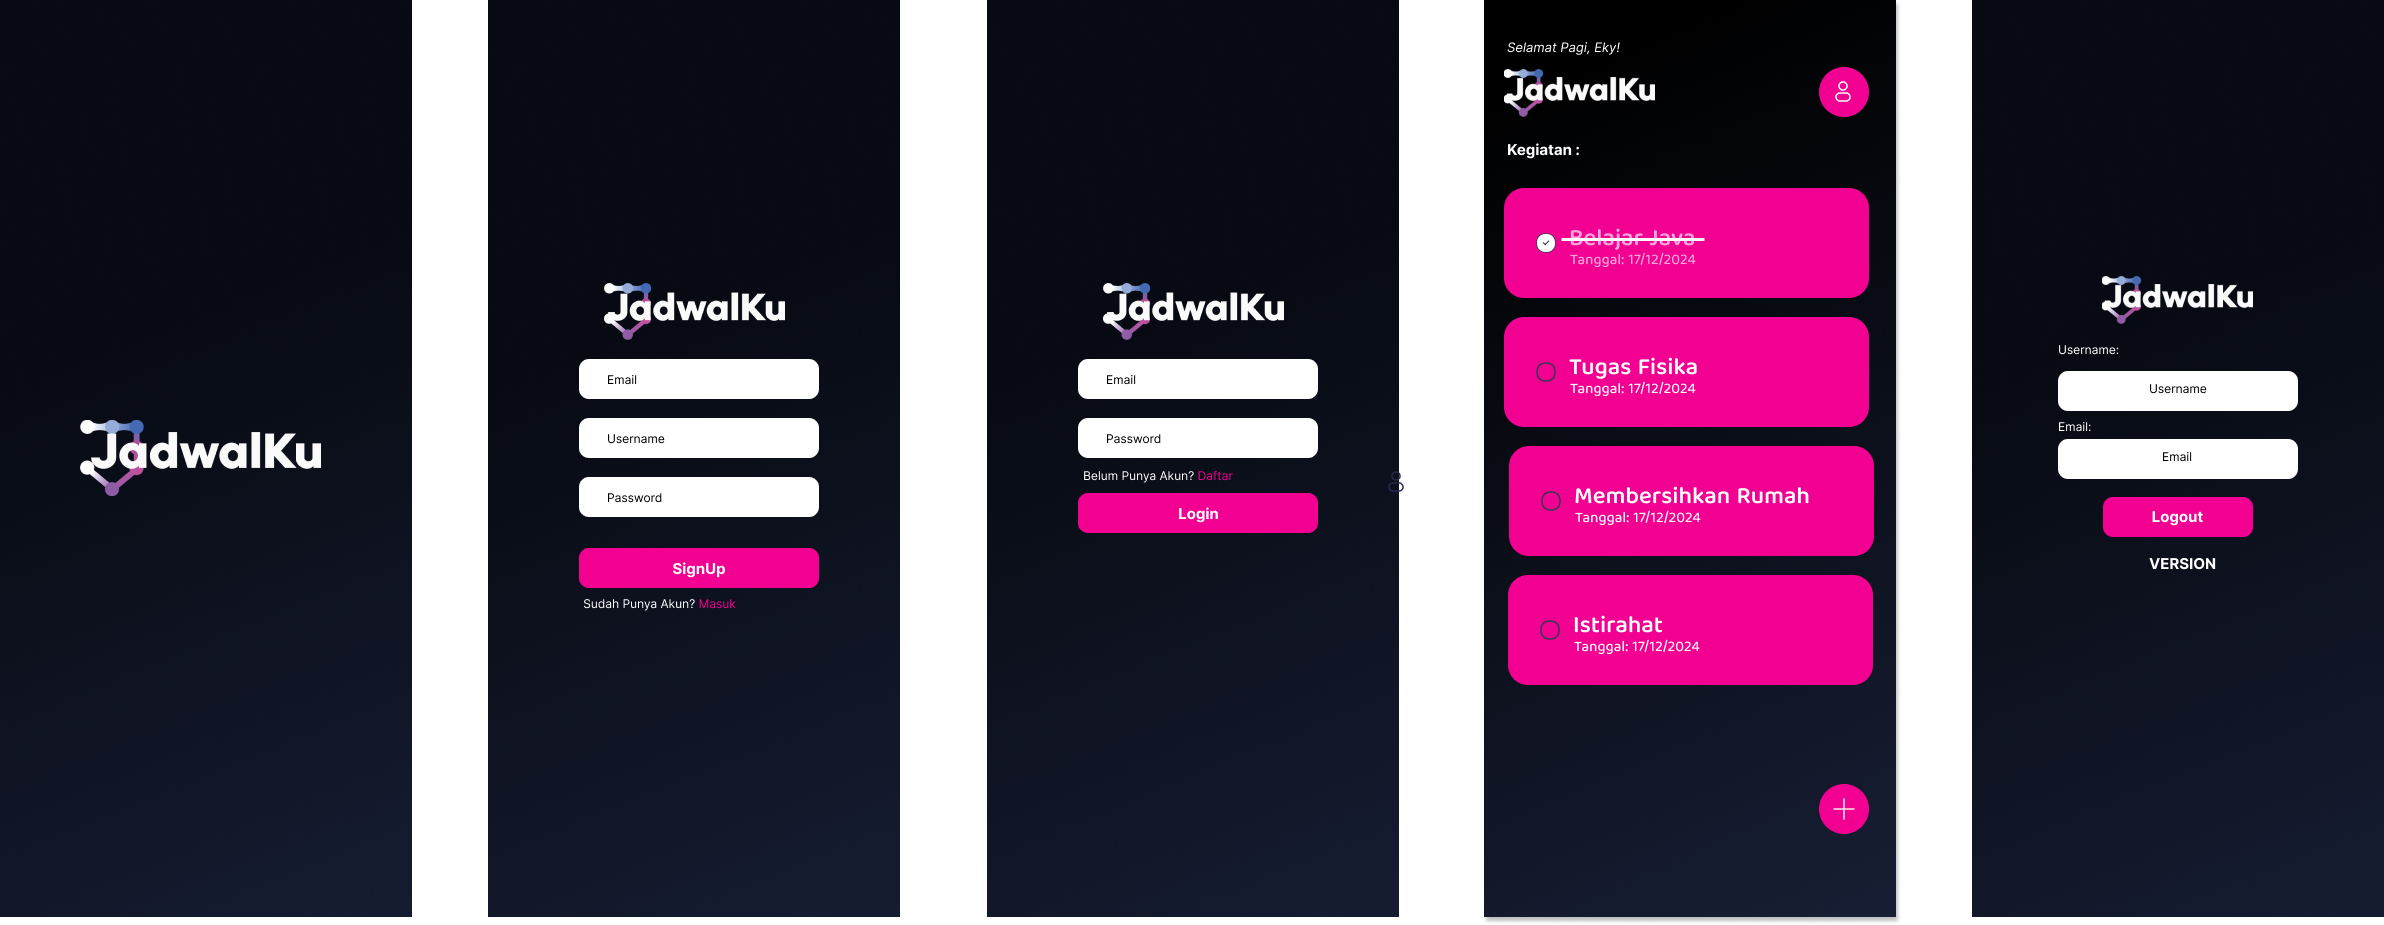 JadwalKu
JadwalKu
Email
Username
Password
SignUp
Sudah Punya Akun? Masuk
JadwalKu
Email
Password
Belum Punya Akun? Daftar
Login
Selamat Pagi, Eky!
JadwalKu
Kegiatan :
Belajar Java
Tanggal: 17/12/2024
Tugas Fisika
Tanggal: 17/12/2024
Membersihkan Rumah
Tanggal: 17/12/2024
Istirahat
Tanggal: 17/12/2024
JadwalKu
Username:
Username
Email:
Email
Logout
VERSION